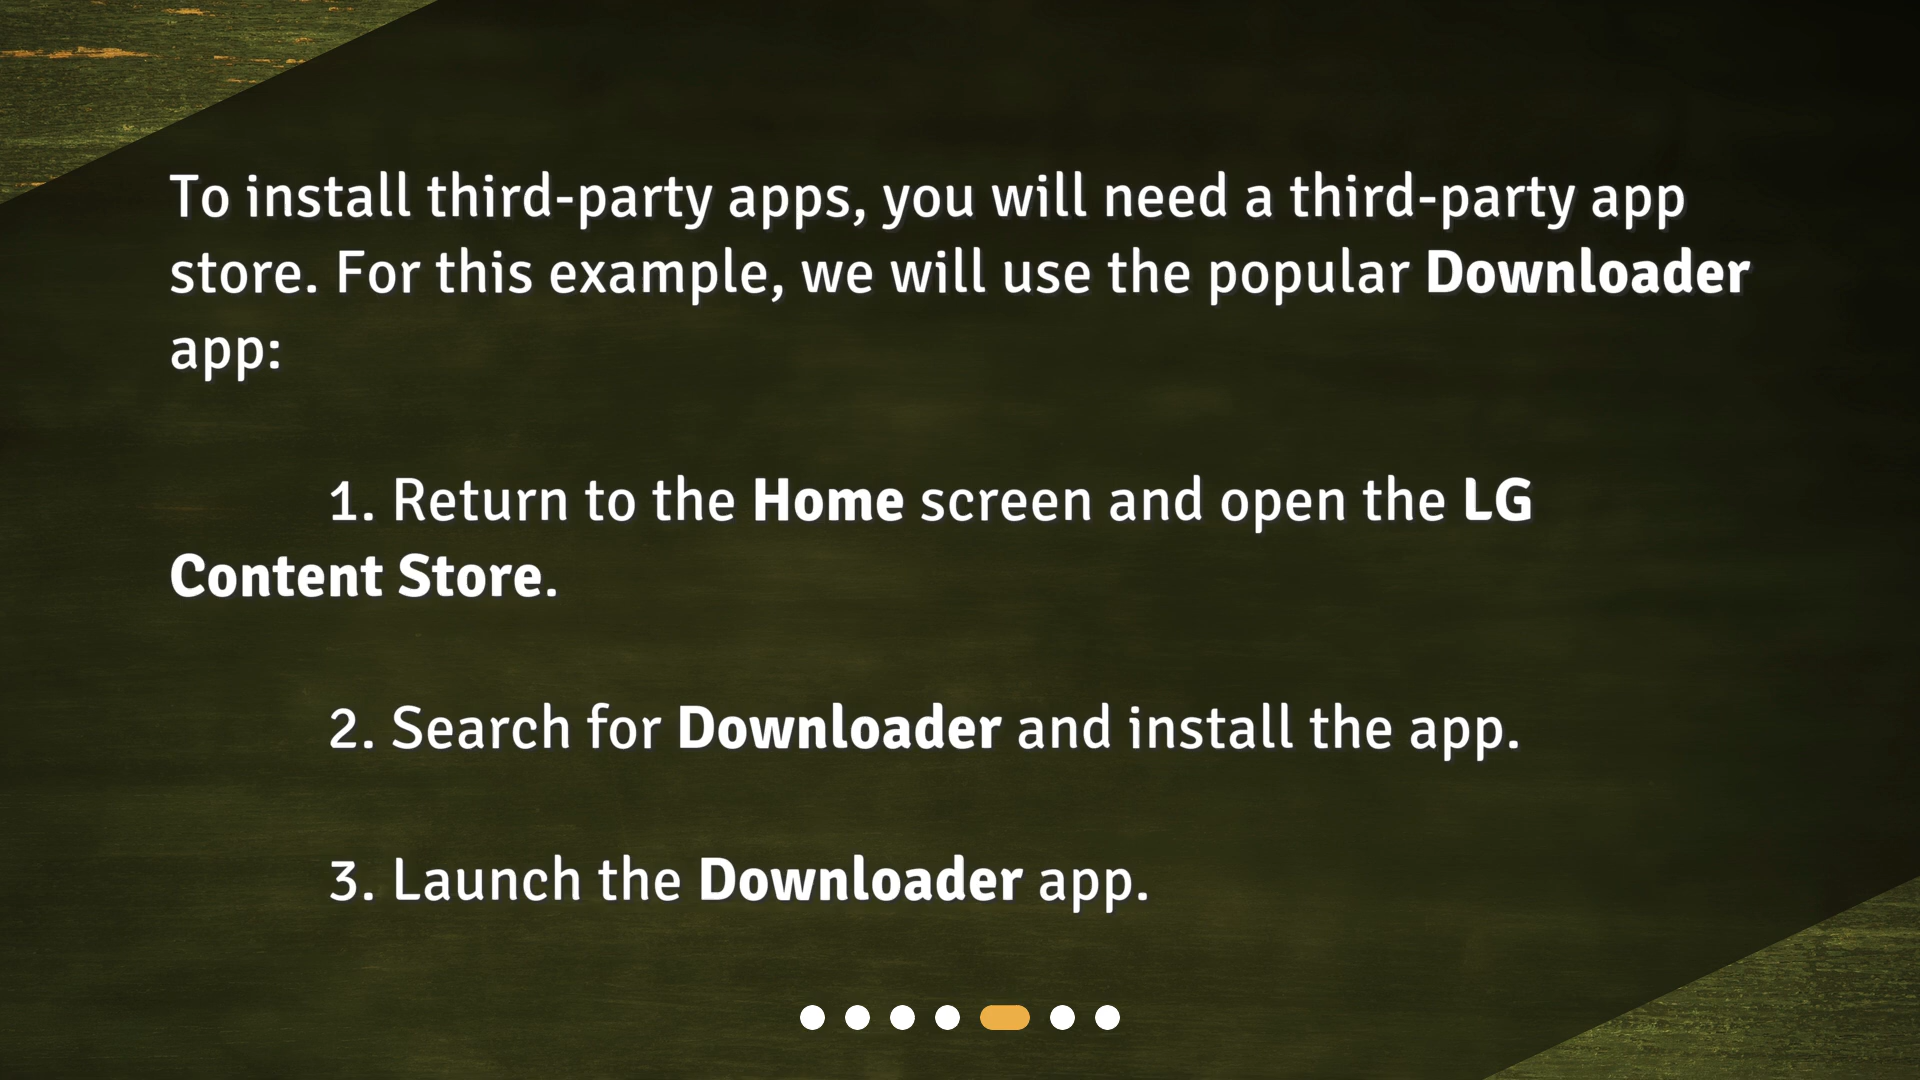 To install third-party apps, you will need a third-party app
store. For this example, we will use the popular Downloader
app:
1. Return to the Home screen and open the LG
Content Store.
2. Search for Downloader and install the app.
3. Launch the Downloader app.